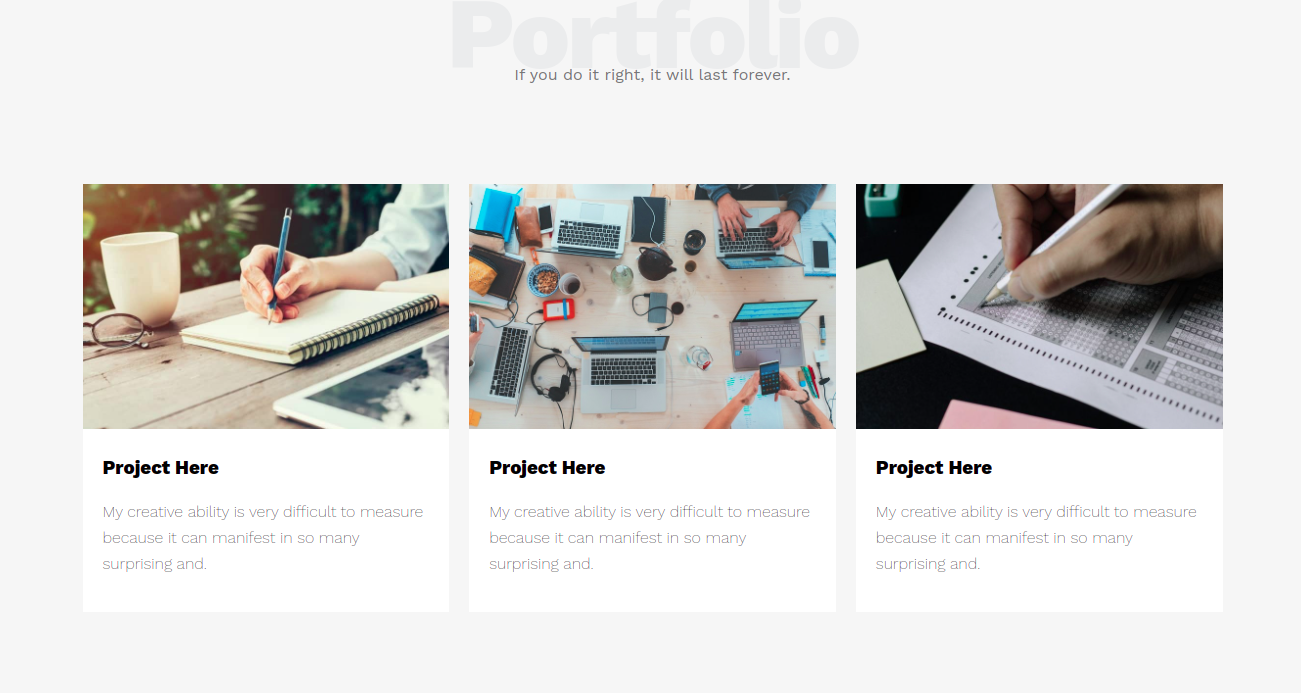 Portfolio
If you do it right, it will last forever.
Project Here
My creative ability is very difficult to measure
because it can manifest in so many
surprising and.
Project Here
My creative ability is very difficult to measure
because it can manifest in so many
surprising and.
Project Here
My creative ability is very difficult to measure
because it can manifest in so many
surprising and.